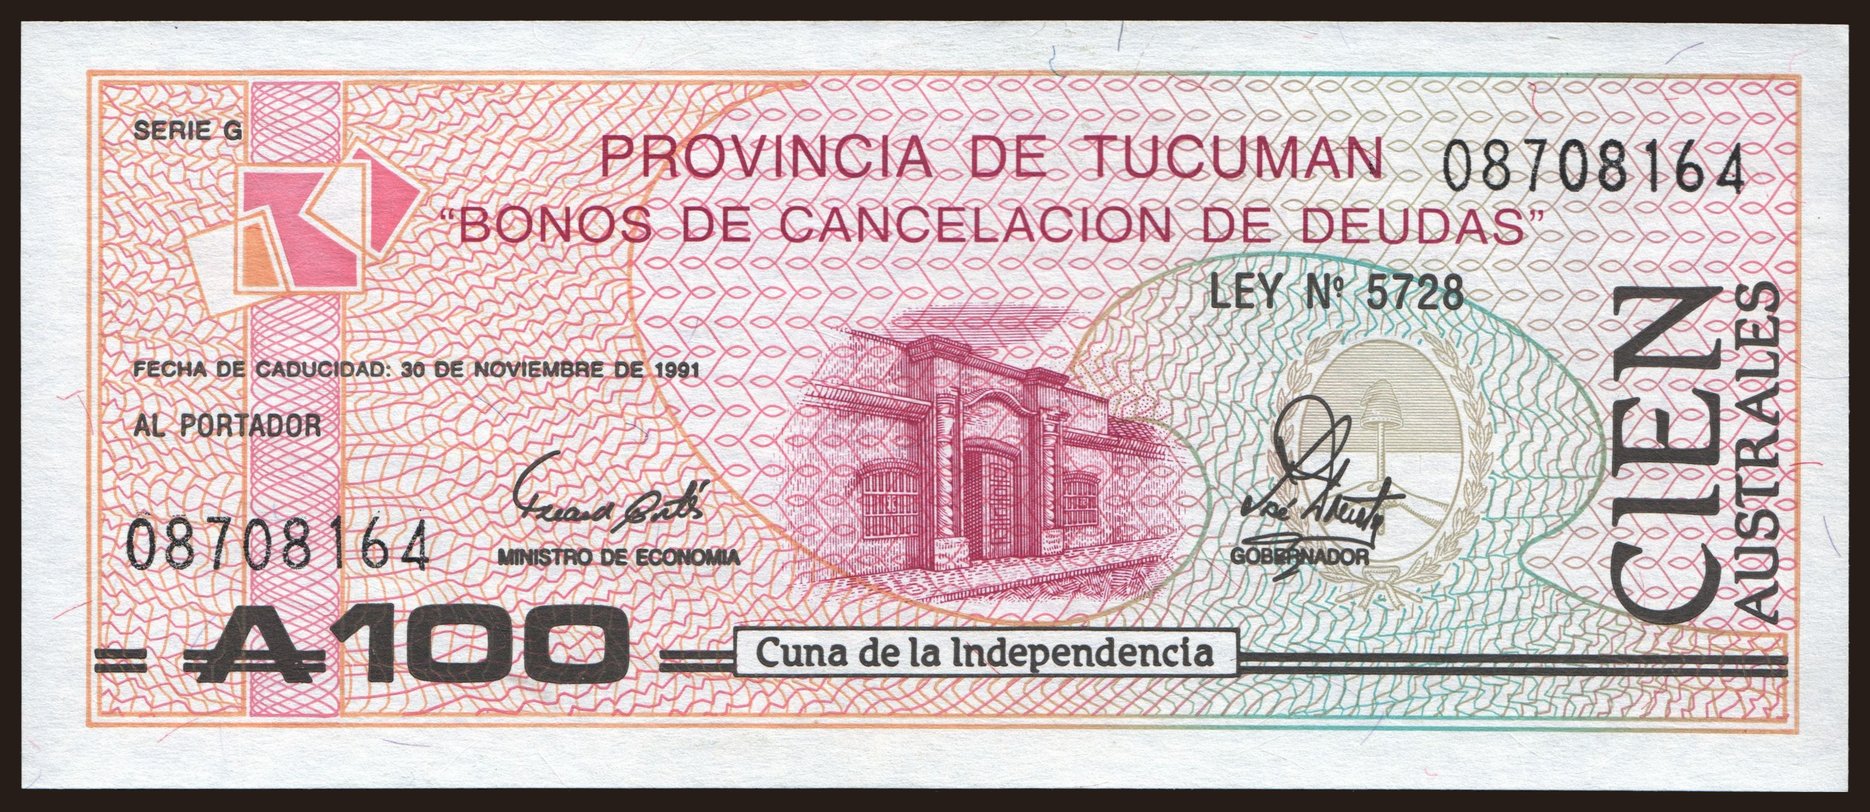 SERIE G
PROVINCIA DE TUCUMAN
08708164
"BONOS DE CANCELACION DE DEUDAS"
LEY Nº 5728
FECHA DE CADUCIDAD: 30 DE NOVIEMBRE DE 1991
AL PORTADOR
08708164
MINISTRO DE ECONOMIA
GOBERNADOR
CIEN
AUSTRALES
A100
Cuna de la Independencia